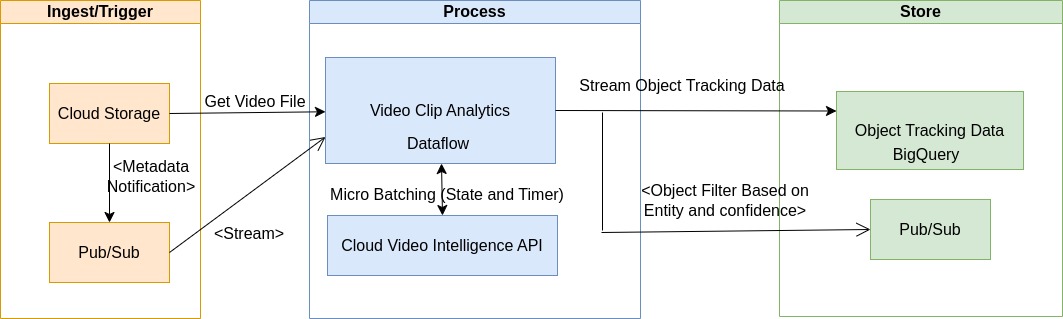 Ingest/Trigger
Process
Store
Cloud Storage
Get Video File
<Metadata
Notification>
Pub/Sub
<Stream>
Video Clip Analytics
Dataflow
Micro Batching (State and Timer)
Cloud Video Intelligence API
Stream Object Tracking Data
<Object Filter Based on
Entity and confidence>
Object Tracking Data
BigQuery
Pub/Sub